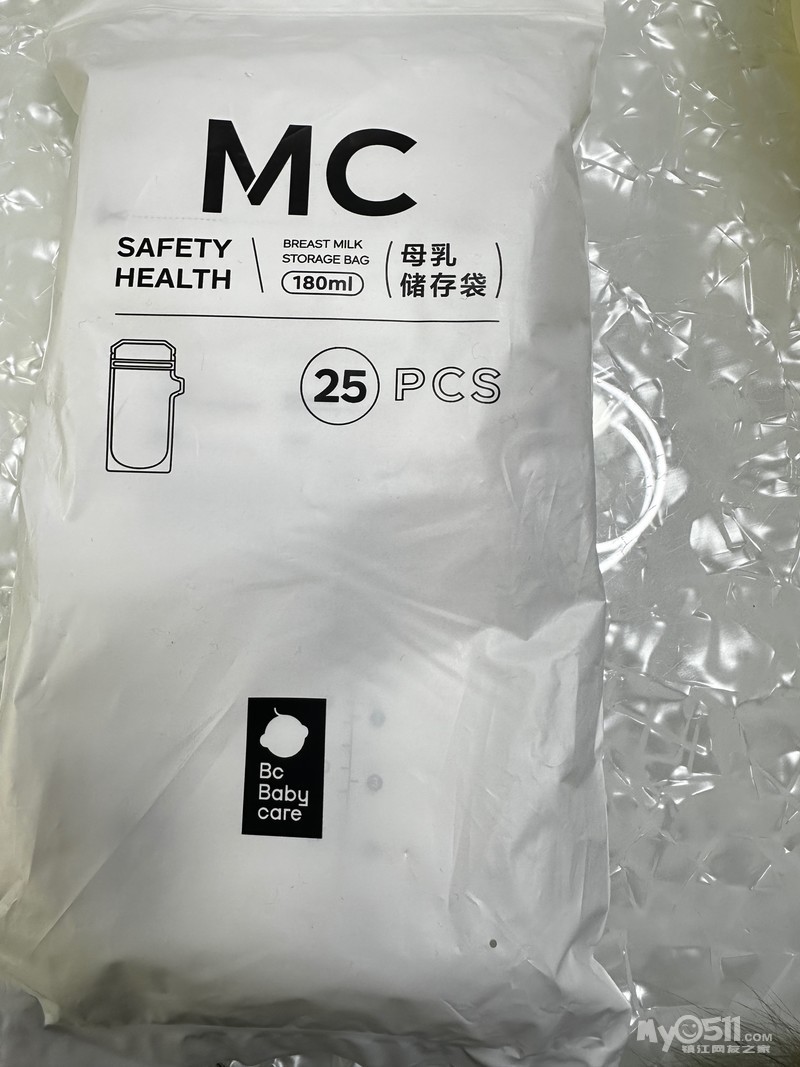 MC
SAFETY
HEALTH
BREAST MILK
STORAGE BAG
180ml
母乳
储存袋
25 PCS
Bc
Baby
care
MyO511.COM
镇江网友之家